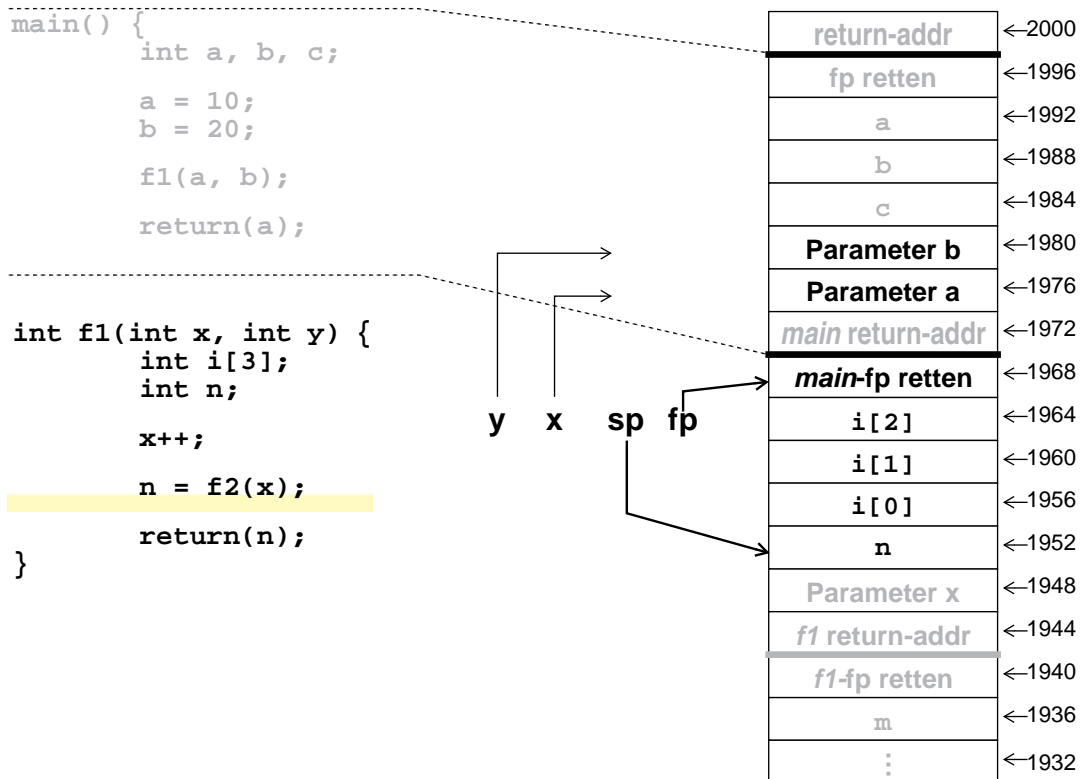 main() {
int a, b, c;
a = 10;
b = 20;
f1(a, b);
return(a);
int f1(int x, int y) {
int i[3];
int n;
x++;
n = f2(x);
return(n);
}
y x sp fp
return-addr ←2000
fp retten ←1996
a ←1992
b ←1988
c ←1984
Parameter b ←1980
Parameter a ←1976
main return-addr ←1972
main-fp retten ←1968
i[2] ←1964
i[1] ←1960
i[0] ←1956
n ←1952
Parameter x ←1948
f1 return-addr ←1944
f1-fp retten ←1940
m ←1936
⋮ ←1932